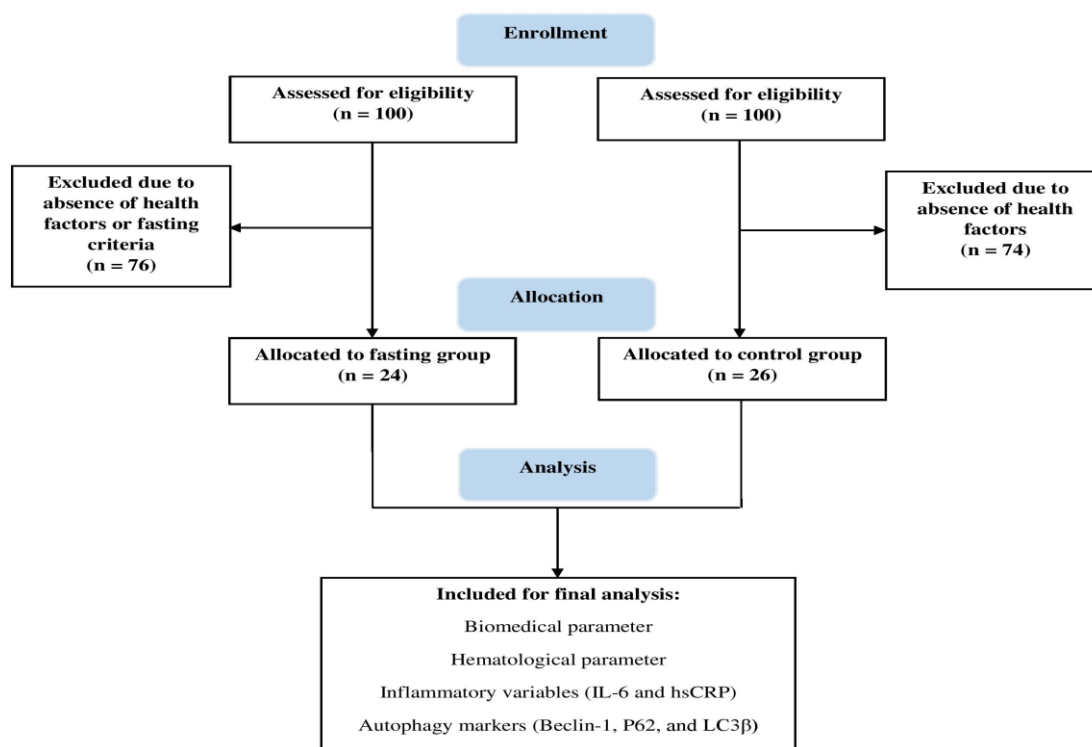 Enrollment
Assessed for eligibility
(n = 100)
Assessed for eligibility
(n = 100)
Excluded due to
absence of health
factors or fasting
criteria
(n = 76)
Excluded due to
absence of health
factors
(n = 74)
Allocation
Allocated to fasting group
(n = 24)
Allocated to control group
(n = 26)
Analysis
Included for final analysis:
Biomedical parameter
Hematological parameter
Inflammatory variables (IL-6 and hsCRP)
Autophagy markers (Beclin-1, P62, and LC3β)